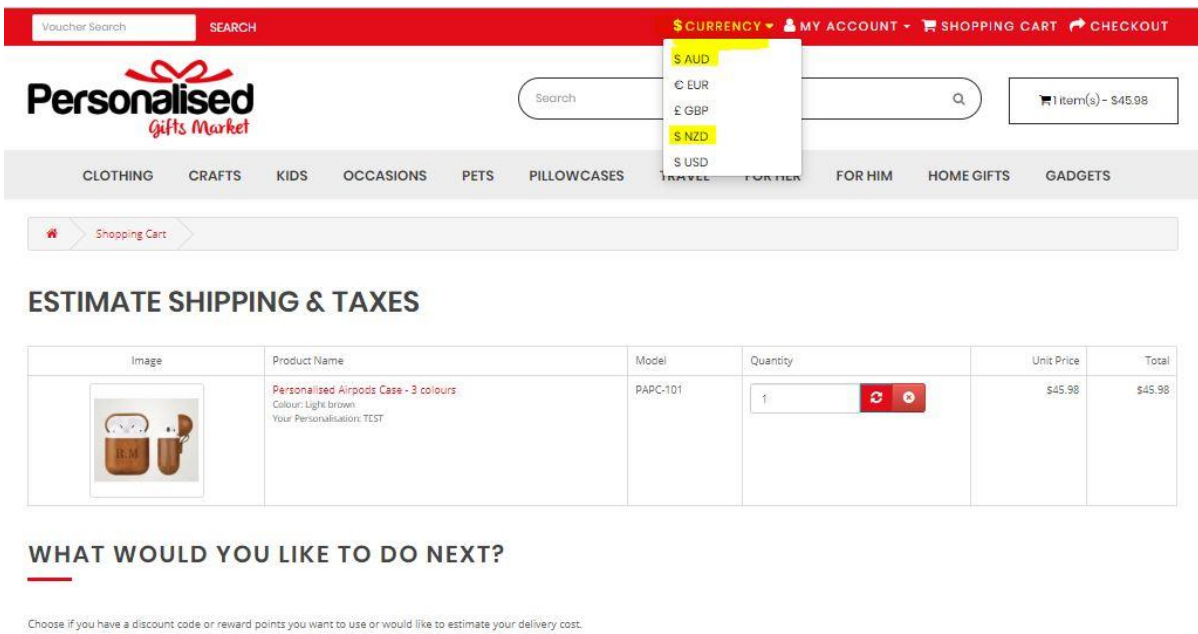 Voucher Search SEARCH $ CURRENCY MY ACCOUNT SHOPPING CART CHECKOUT
$ AUD
€ EUR
£ GBP
$ NZD
$ USD
Personalised
Gifts Market
Search
1 item(s) - $45.98
CLOTHING CRAFTS KIDS OCCASIONS PETS PILLOWCASES TRAVEL FOR HER FOR HIM HOME GIFTS GADGETS
Shopping Cart
ESTIMATE SHIPPING & TAXES
Image Product Name Model Quantity Unit Price Total
Personalised Airpods Case - 3 colours PAPC-101 1 $45.98 $45.98
Colour: Light brown
Your Personalisation: TEST
R.M
WHAT WOULD YOU LIKE TO DO NEXT?
Choose if you have a discount code or reward points you want to use or would like to estimate your delivery cost.